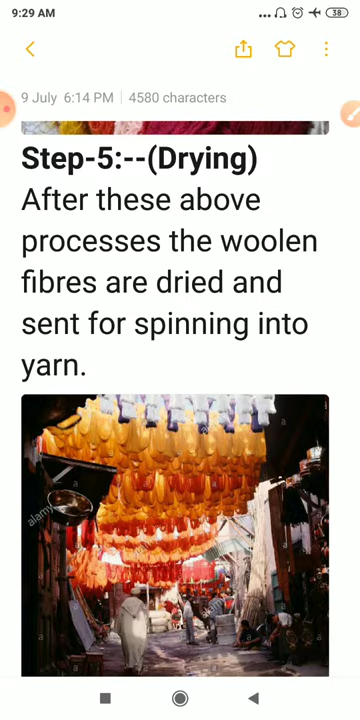 9:29 AM
38
9 July 6:14 PM | 4580 characters
Step-5:--(Drying)
After these above
processes the woolen
fibres are dried and
sent for spinning into
yarn.
alamy
a
a
a
a
a
a